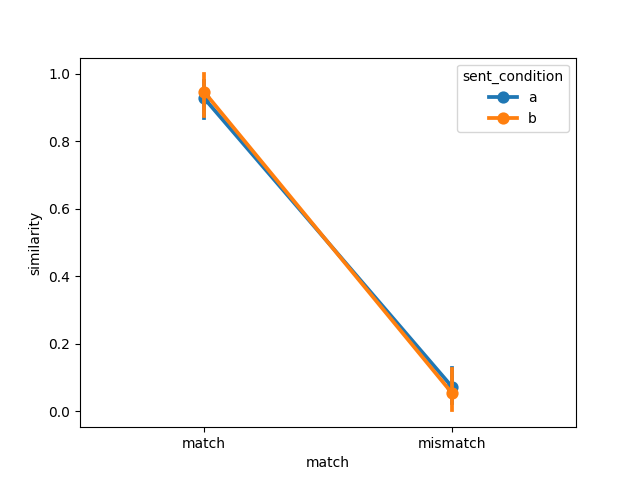 sent_condition
a
b
1.0
0.8
0.6
0.4
0.2
0.0
similarity
match
mismatch
match